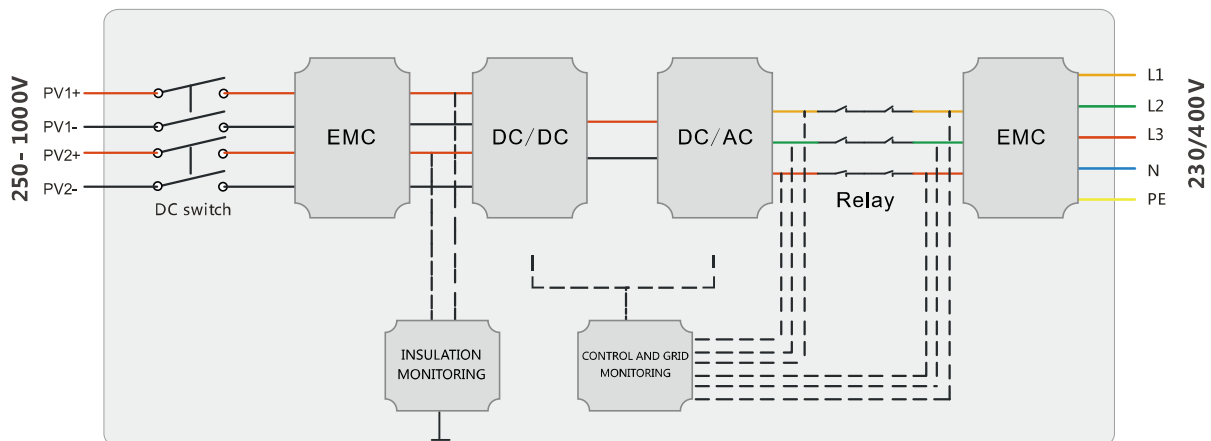 250-1000V
PV1+
PV1-
PV2+
PV2-
DC switch
EMC
DC/DC
DC/AC
Relay
EMC
L1
L2
L3
N
PE
230/400V
INSULATION
MONITORING
CONTROL AND GRID
MONITORING